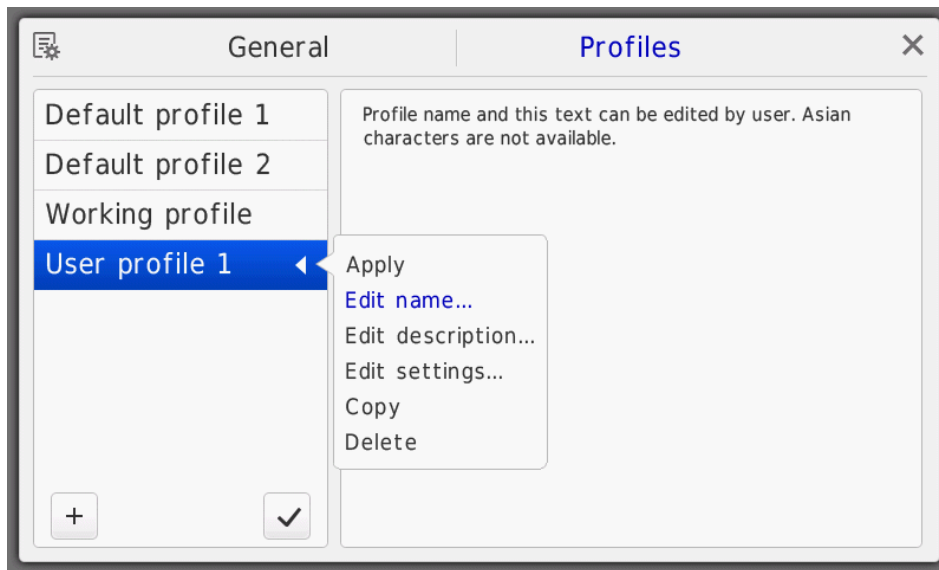 General
Profiles
Default profile 1
Default profile 2
Working profile
User profile 1
Profile name and this text can be edited by user. Asian
characters are not available.
Apply
Edit name...
Edit description...
Edit settings...
Copy
Delete